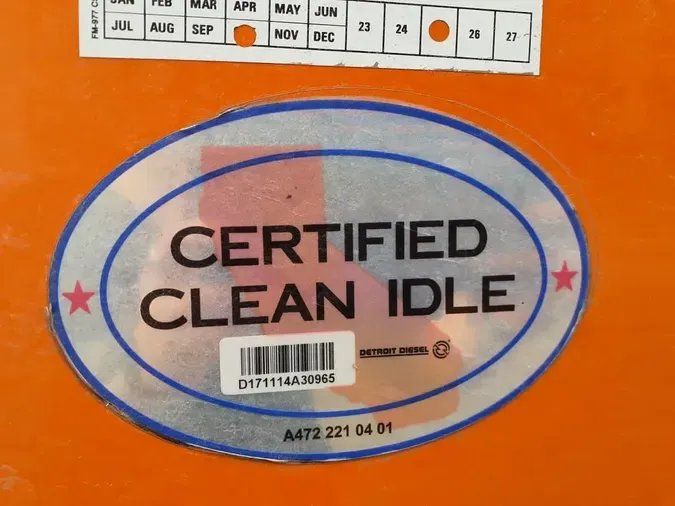 JAN FEB MAR APR MAY JUN 23 24 26 27
JUL AUG SEP NOV DEC
FM-977
CERTIFIED
CLEAN IDLE
DETROIT DIESEL
D171114A30965
A472 221 04 01